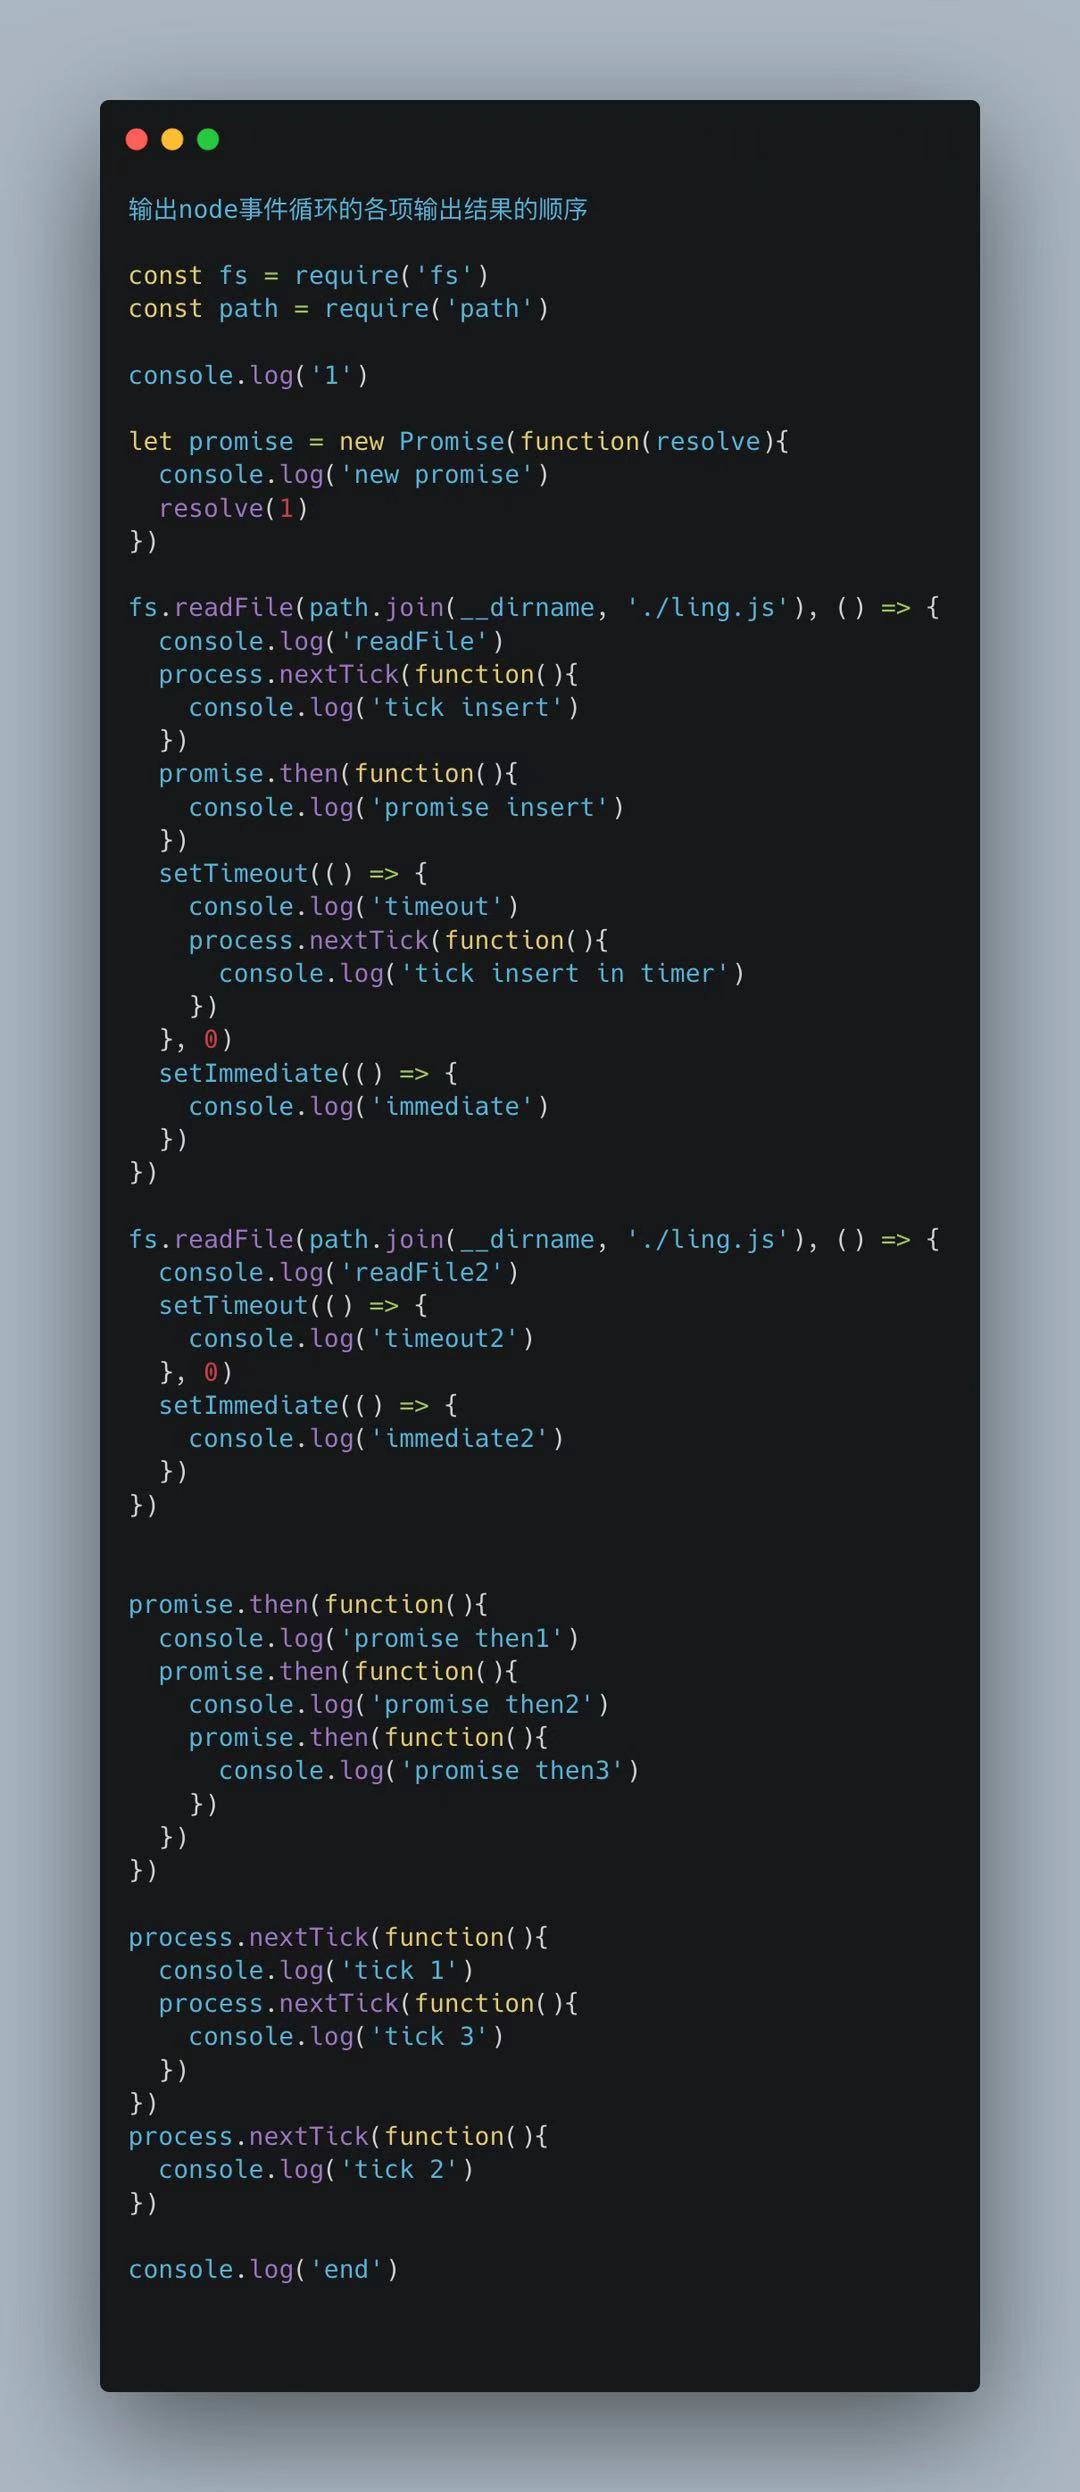 输出node事件循环的各项输出结果的顺序
const fs = require('fs')
const path = require('path')
console.log('1')
let promise = new Promise(function(resolve){
  console.log('new promise')
  resolve(1)
})
fs.readFile(path.join(__dirname, './ling.js'), () => {
  console.log('readFile')
  process.nextTick(function(){
    console.log('tick insert')
  })
  promise.then(function(){
    console.log('promise insert')
  })
  setTimeout(() => {
    console.log('timeout')
    process.nextTick(function(){
      console.log('tick insert in timer')
    })
  }, 0)
  setImmediate(() => {
    console.log('immediate')
  })
})
fs.readFile(path.join(__dirname, './ling.js'), () => {
  console.log('readFile2')
  setTimeout(() => {
    console.log('timeout2')
  }, 0)
  setImmediate(() => {
    console.log('immediate2')
  })
})
promise.then(function(){
  console.log('promise then1')
  promise.then(function(){
    console.log('promise then2')
    promise.then(function(){
      console.log('promise then3')
    })
  })
})
process.nextTick(function(){
  console.log('tick 1')
  process.nextTick(function(){
    console.log('tick 3')
  })
})
process.nextTick(function(){
  console.log('tick 2')
})
console.log('end')